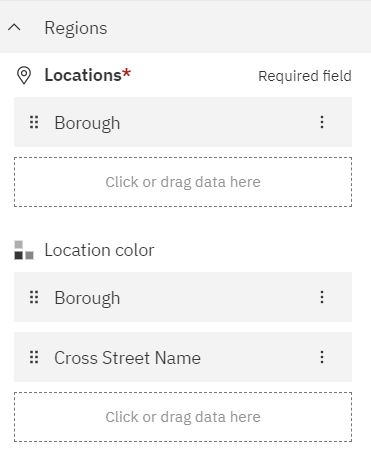 Regions
Locations* Required field
Borough
Click or drag data here
Location color
Borough
Cross Street Name
Click or drag data here